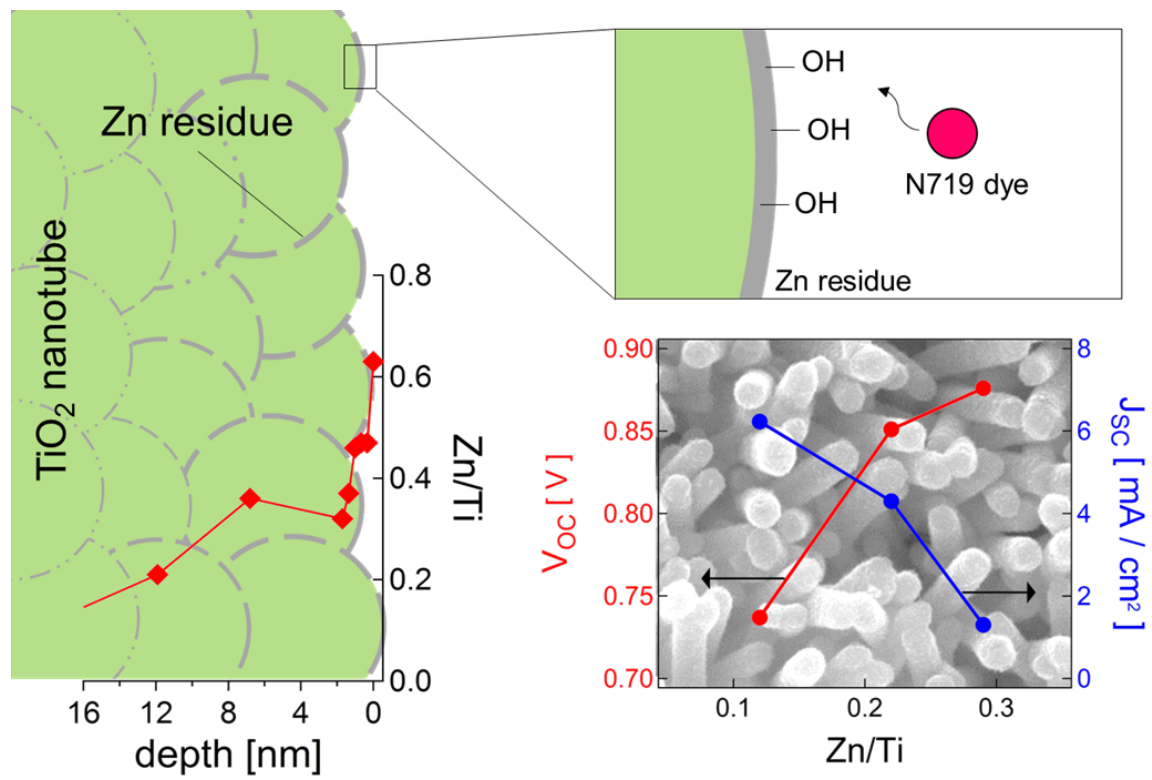 Zn residue
TiO₂ nanotube
0.8
0.6
0.4
0.2
0.0
Zn/Ti
16 12 8 4 0
depth [nm]
OH
OH
OH
N719 dye
Zn residue
0.90
0.85
0.80
0.75
0.70
V_OC [ V ]
8
6
4
2
0
J_SC [ mA / cm² ]
0.1 0.2 0.3
Zn/Ti